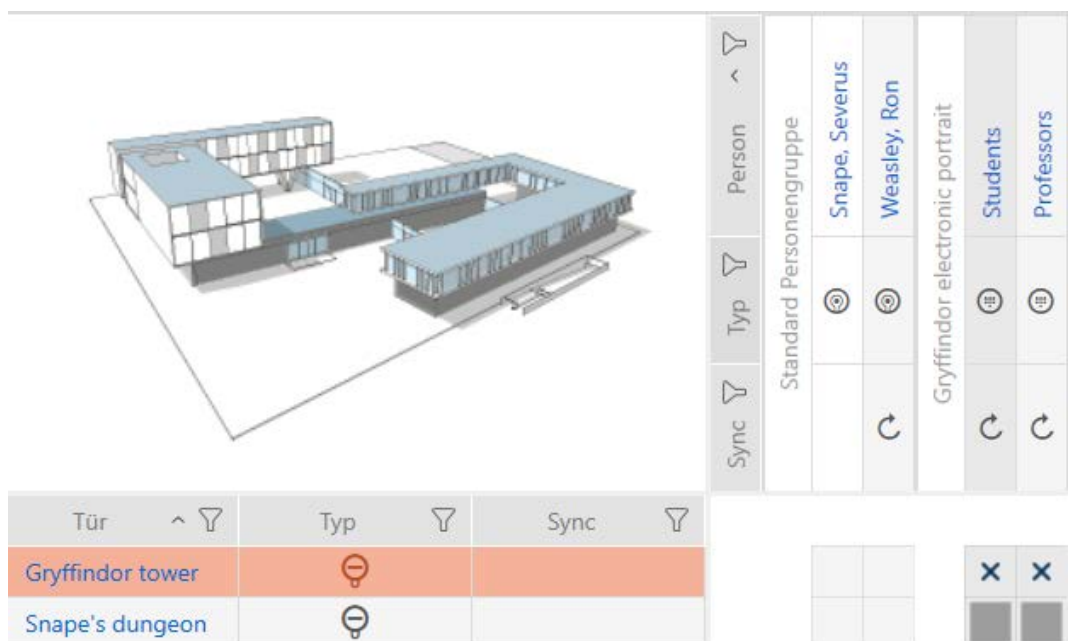 Person
Typ
Sync
Standard Personengruppe
Snape, Severus
Weasley, Ron
Gryffindor electronic portrait
Students
Professors
Tür Typ Sync
Gryffindor tower
Snape's dungeon